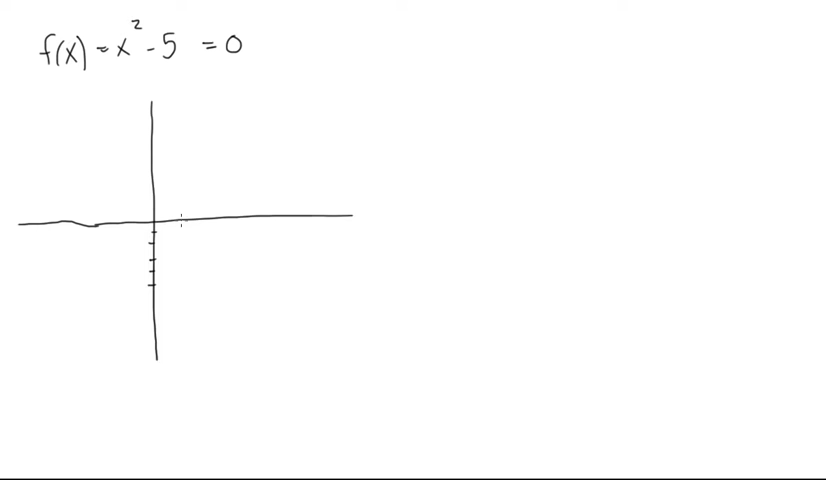 f(x) = x² - 5 = 0